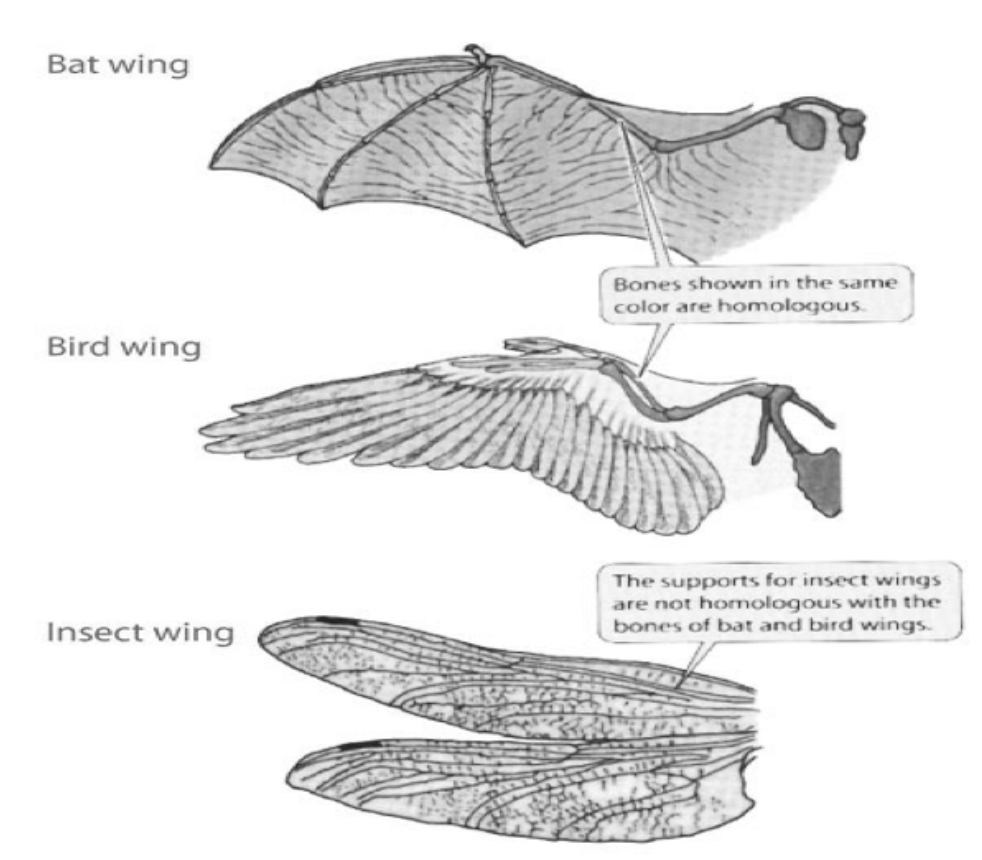 Bat wing
Bones shown in the same
color are homologous.
Bird wing
The supports for insect wings
are not homologous with the
bones of bat and bird wings.
Insect wing